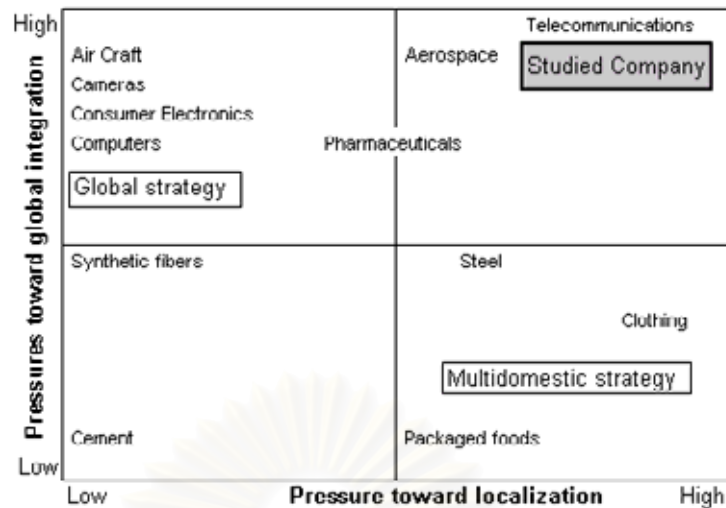 High
Telecommunications
Air Craft
Aerospace
Studied Company
Cameras
Consumer Electronics
Computers
Pharmaceuticals
Global strategy
Pressures toward global integration
Synthetic fibers
Steel
Clothing
Multidomestic strategy
Cement
Packaged foods
Low
Low
Pressure toward localization
High